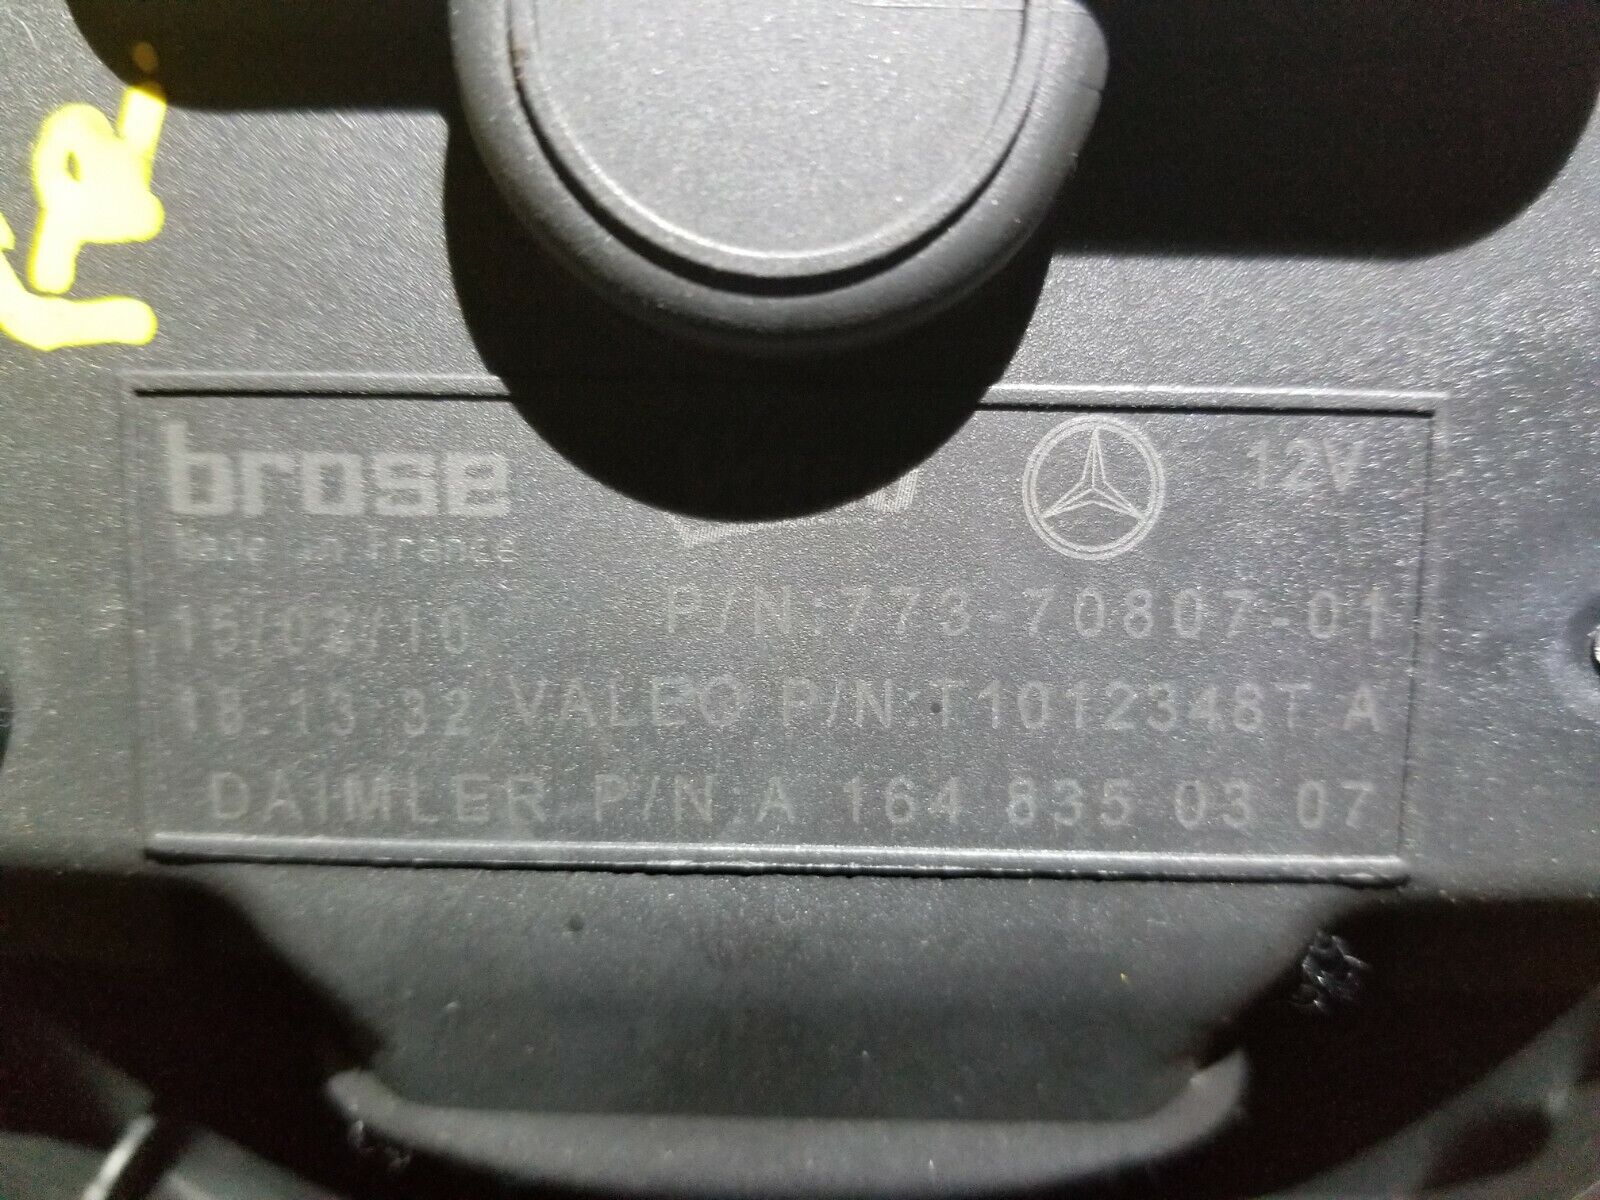 brose 12V
Made in France
15/02/10 P/N:773-70807-01
18.13.32 VALEO P/N:T1012348T A
DAIMLER P/N:A 164 835 03 07